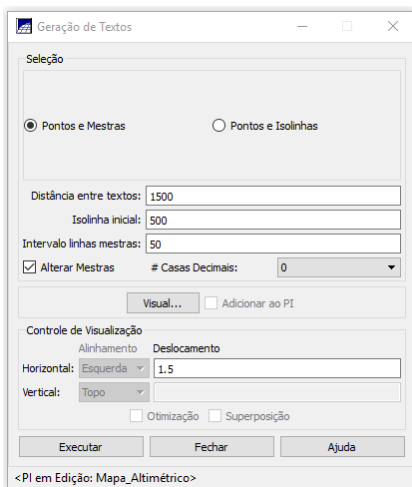 Geração de Textos
Seleção
Pontos e Mestras Pontos e Isolinhas
Distância entre textos: 1500
Isolinha inicial: 500
Intervalo linhas mestras: 50
Alterar Mestras # Casas Decimais: 0
Visual... Adicionar ao PI
Controle de Visualização
Alinhamento Deslocamento
Horizontal: Esquerda 1.5
Vertical: Topo
Otimização Superposição
Executar Fechar Ajuda
<PI em Edição: Mapa_Altimétrico>